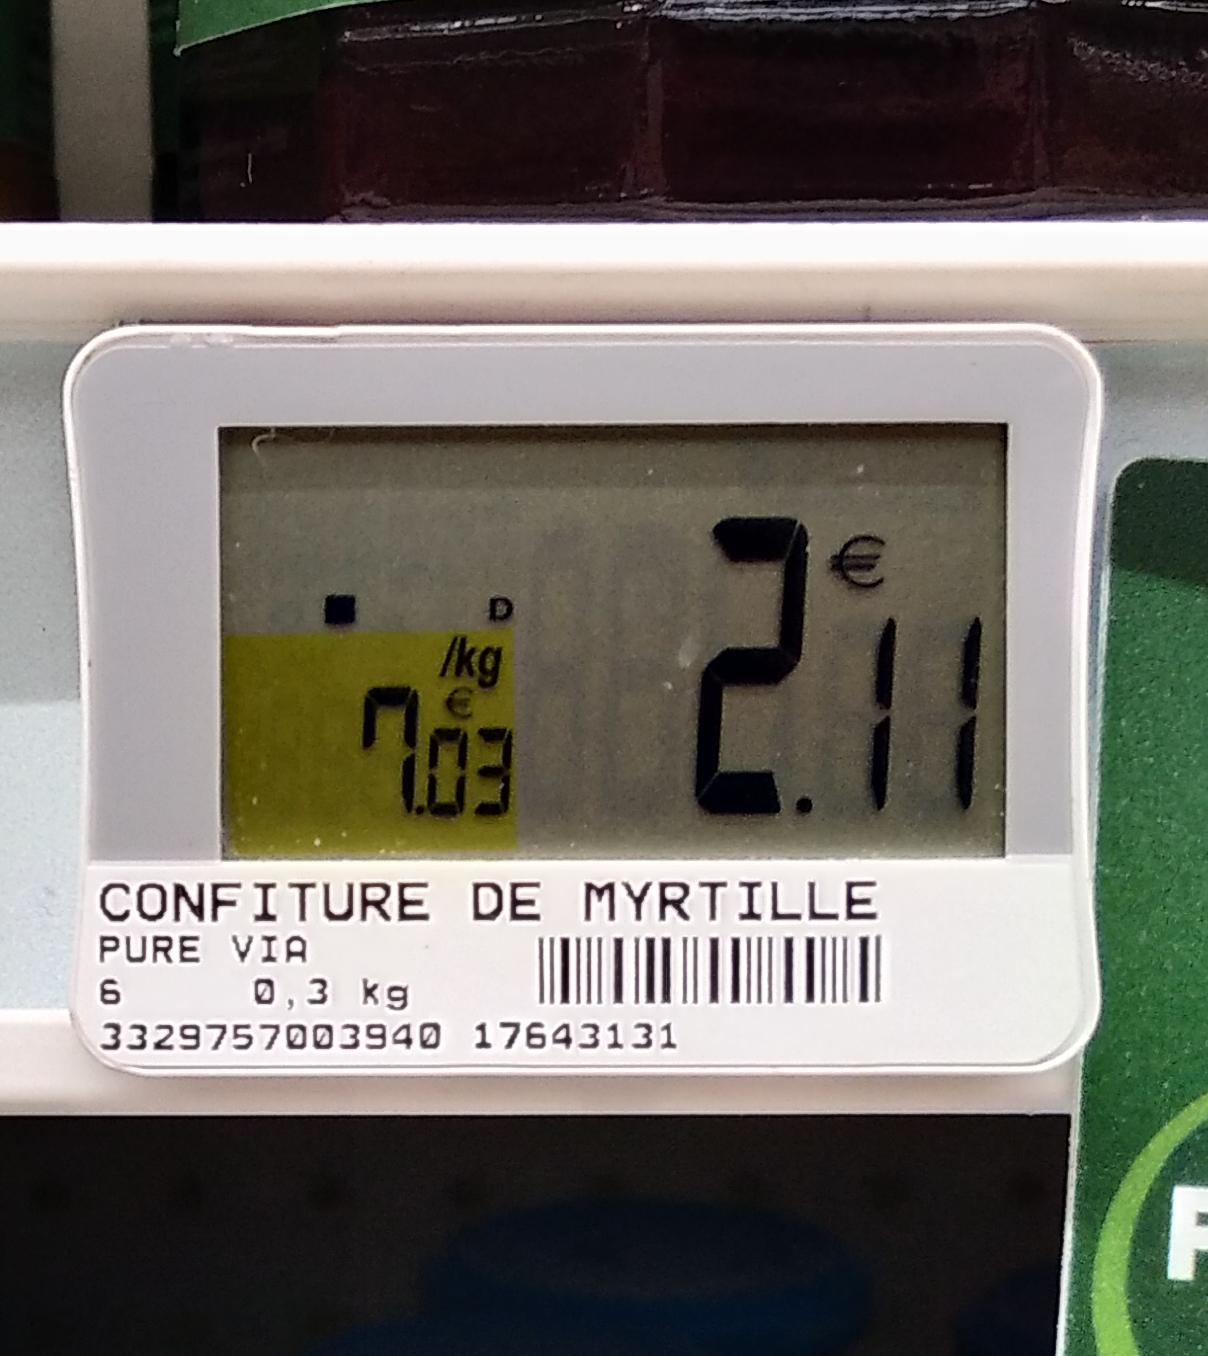 D
/kg
7.03 €
2.11 €
CONFITURE DE MYRTILLE
PURE VIA
6 0,3 kg
3329757003940 17643131